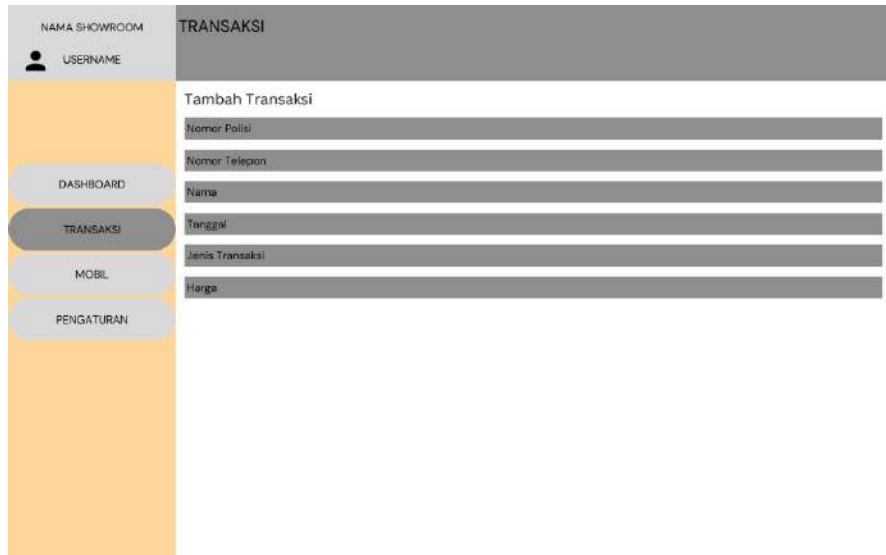 NAMA SHOWROOM
USERNAME
TRANSAKSI
DASHBOARD
TRANSAKSI
MOBIL
PENGATURAN
Tambah Transaksi
Nomor Polisi
Nomor Telepon
Nama
Tanggal
Jenis Transaksi
Harga